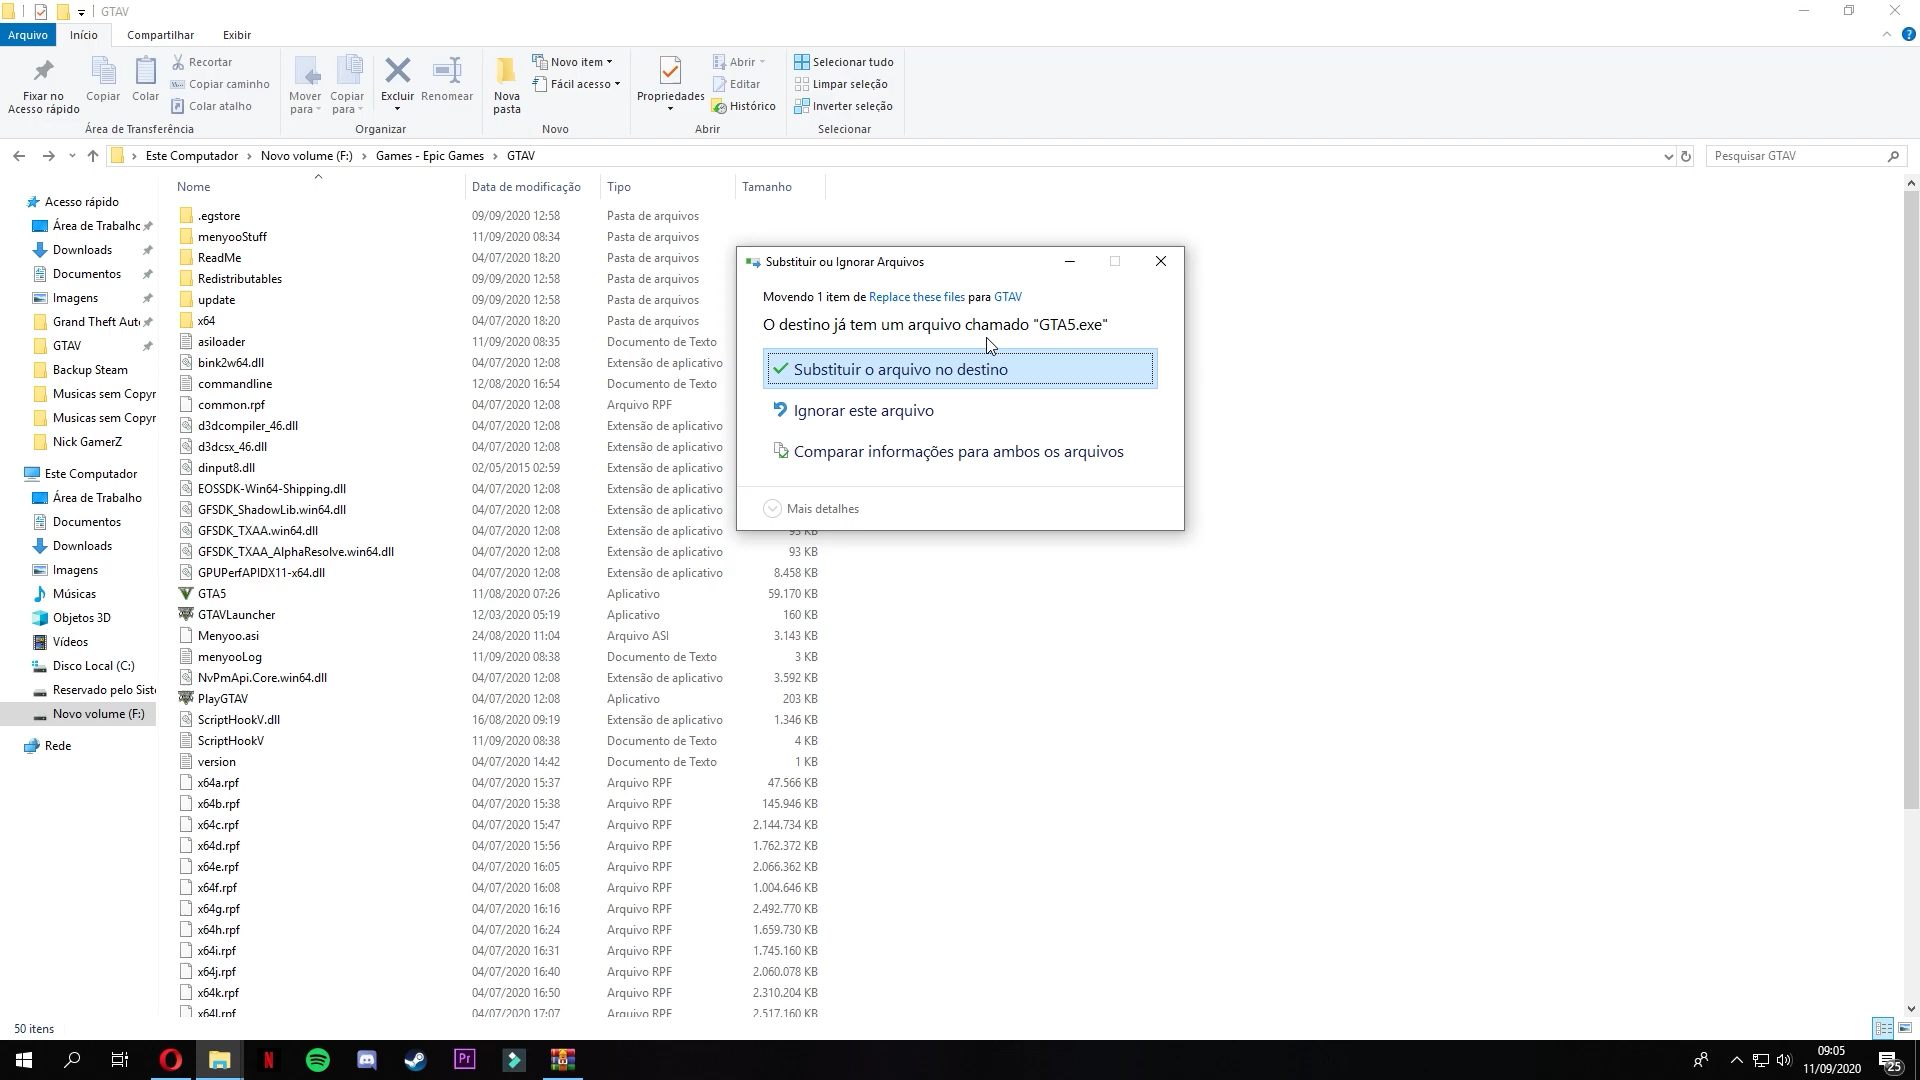 GTAV
Arquivo Início Compartilhar Exibir
Fixar no Acesso rápido
Copiar
Colar
Recortar
Copiar caminho
Colar atalho
Área de Transferência
Mover para
Copiar para
Excluir
Renomear
Organizar
Nova pasta
Novo item
Fácil acesso
Novo
Propriedades
Abrir
Editar
Histórico
Abrir
Selecionar tudo
Limpar seleção
Inverter seleção
Selecionar
Este Computador > Novo volume (F:) > Games - Epic Games > GTAV
Pesquisar GTAV
Acesso rápido
Área de Trabalho
Downloads
Documentos
Imagens
Grand Theft Aut
GTAV
Backup Steam
Musicas sem Copyr
Musicas sem Copyr
Nick GamerZ
Este Computador
Área de Trabalho
Documentos
Downloads
Imagens
Músicas
Objetos 3D
Vídeos
Disco Local (C:)
Reservado pelo Siste
Novo volume (F:)
Rede
Nome Data de modificação Tipo Tamanho
.egstore 09/09/2020 12:58 Pasta de arquivos
menyooStuff 11/09/2020 08:34 Pasta de arquivos
ReadMe 04/07/2020 18:20 Pasta de arquivos
Redistributables 09/09/2020 12:58 Pasta de arquivos
update 09/09/2020 12:58 Pasta de arquivos
x64 04/07/2020 18:20 Pasta de arquivos
asiloader 11/09/2020 08:35 Documento de Texto
bink2w64.dll 04/07/2020 12:08 Extensão de aplicativo
commandline 12/08/2020 16:54 Documento de Texto
common.rpf 04/07/2020 12:08 Arquivo RPF
d3dcompiler_46.dll 04/07/2020 12:08 Extensão de aplicativo
d3dcsx_46.dll 04/07/2020 12:08 Extensão de aplicativo
dinput8.dll 02/05/2015 02:59 Extensão de aplicativo
EOSSDK-Win64-Shipping.dll 04/07/2020 12:08 Extensão de aplicativo
GFSDK_ShadowLib.win64.dll 04/07/2020 12:08 Extensão de aplicativo
GFSDK_TXAA.win64.dll 04/07/2020 12:08 Extensão de aplicativo 93 KB
GFSDK_TXAA_AlphaResolve.win64.dll 04/07/2020 12:08 Extensão de aplicativo 93 KB
GPUPerfAPIDX11-x64.dll 04/07/2020 12:08 Extensão de aplicativo 8.458 KB
GTA5 11/08/2020 07:26 Aplicativo 59.170 KB
GTAVLauncher 12/03/2020 05:19 Aplicativo 160 KB
Menyoo.asi 24/08/2020 11:04 Arquivo ASI 3.143 KB
menyooLog 11/09/2020 08:38 Documento de Texto 3 KB
NvPmApi.Core.win64.dll 04/07/2020 12:08 Extensão de aplicativo 3.592 KB
PlayGTAV 04/07/2020 12:08 Aplicativo 203 KB
ScriptHookV.dll 16/08/2020 09:19 Extensão de aplicativo 1.346 KB
ScriptHookV 11/09/2020 08:38 Documento de Texto 4 KB
version 04/07/2020 14:42 Documento de Texto 1 KB
x64a.rpf 04/07/2020 15:37 Arquivo RPF 47.566 KB
x64b.rpf 04/07/2020 15:38 Arquivo RPF 145.946 KB
x64c.rpf 04/07/2020 15:47 Arquivo RPF 2.144.734 KB
x64d.rpf 04/07/2020 15:56 Arquivo RPF 1.762.372 KB
x64e.rpf 04/07/2020 16:05 Arquivo RPF 2.066.362 KB
x64f.rpf 04/07/2020 16:08 Arquivo RPF 1.004.646 KB
x64g.rpf 04/07/2020 16:16 Arquivo RPF 2.492.770 KB
x64h.rpf 04/07/2020 16:24 Arquivo RPF 1.659.730 KB
x64i.rpf 04/07/2020 16:31 Arquivo RPF 1.745.160 KB
x64j.rpf 04/07/2020 16:40 Arquivo RPF 2.060.078 KB
x64k.rpf 04/07/2020 16:50 Arquivo RPF 2.310.204 KB
x64l.rpf 04/07/2020 17:07 Arquivo RPF 2.517.160 KB
Substituir ou Ignorar Arquivos
Movendo 1 item de Replace these files para GTAV
O destino já tem um arquivo chamado "GTA5.exe"
Substituir o arquivo no destino
Ignorar este arquivo
Comparar informações para ambos os arquivos
Mais detalhes
50 itens
Pr
09:05
11/09/2020
25